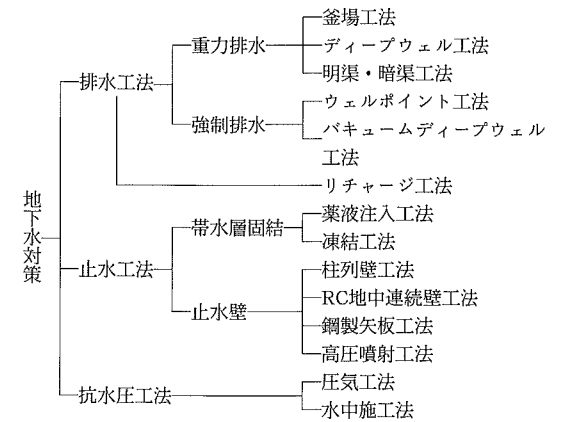 地下水対策
排水工法
重力排水
釜場工法
ディープウェル工法
明渠・暗渠工法
強制排水
ウェルポイント工法
バキュームディープウェル
工法
リチャージ工法
止水工法
帯水層固結
薬液注入工法
凍結工法
止水壁
柱列壁工法
RC地中連続壁工法
鋼製矢板工法
高圧噴射工法
抗水圧工法
圧気工法
水中施工法